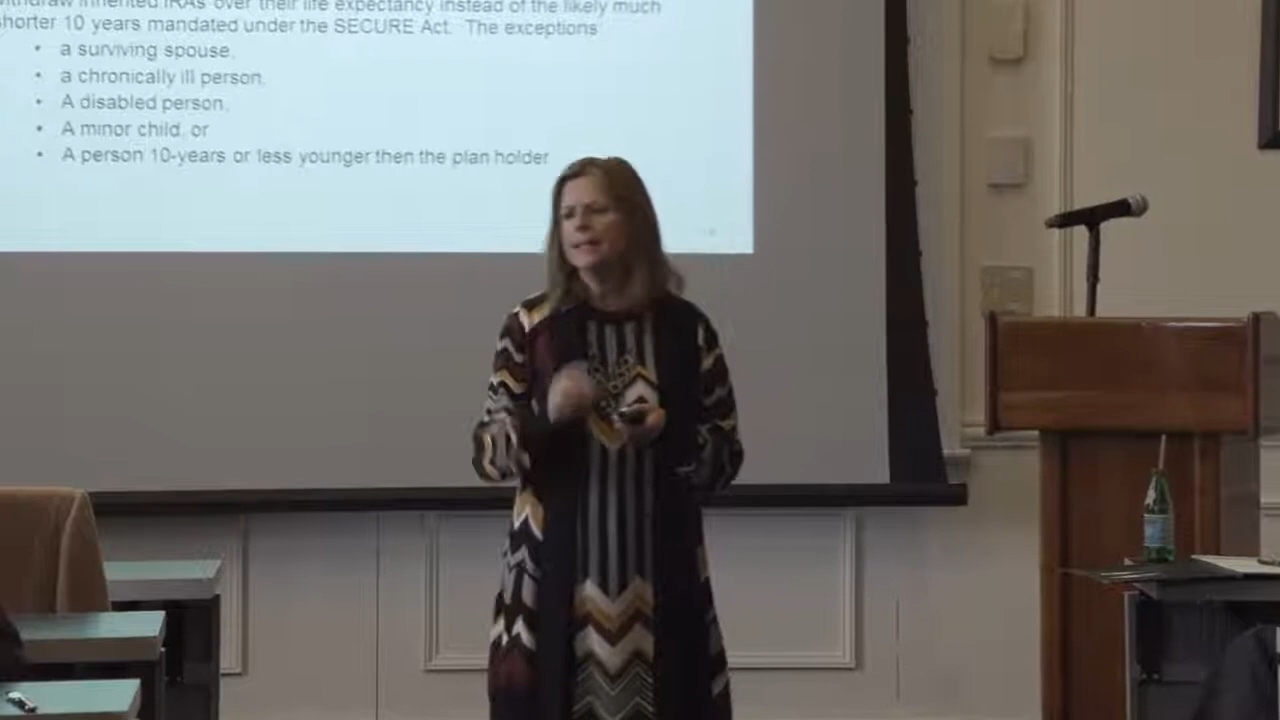 withdraw inherited IRAs over their life expectancy instead of the likely much
shorter 10 years mandated under the SECURE Act. The exceptions
• a surviving spouse,
• a chronically ill person,
• A disabled person,
• A minor child, or
• A person 10-years or less younger then the plan holder